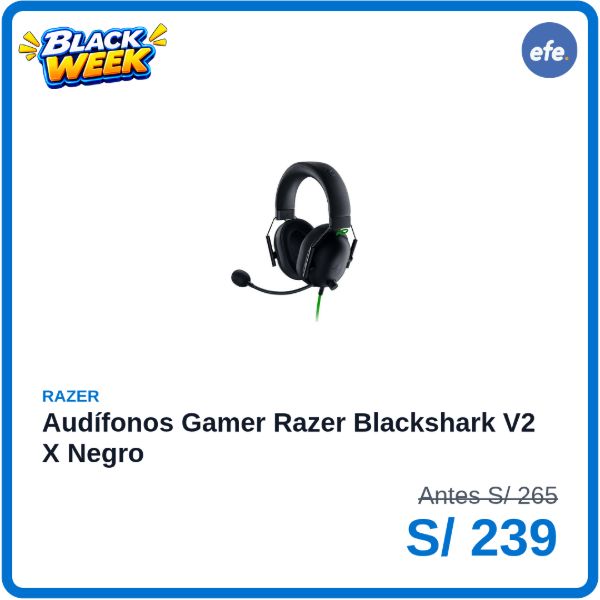 BLACK
WEEK
efe.
RAZER
Audífonos Gamer Razer Blackshark V2
X Negro
Antes S/ 265
S/ 239